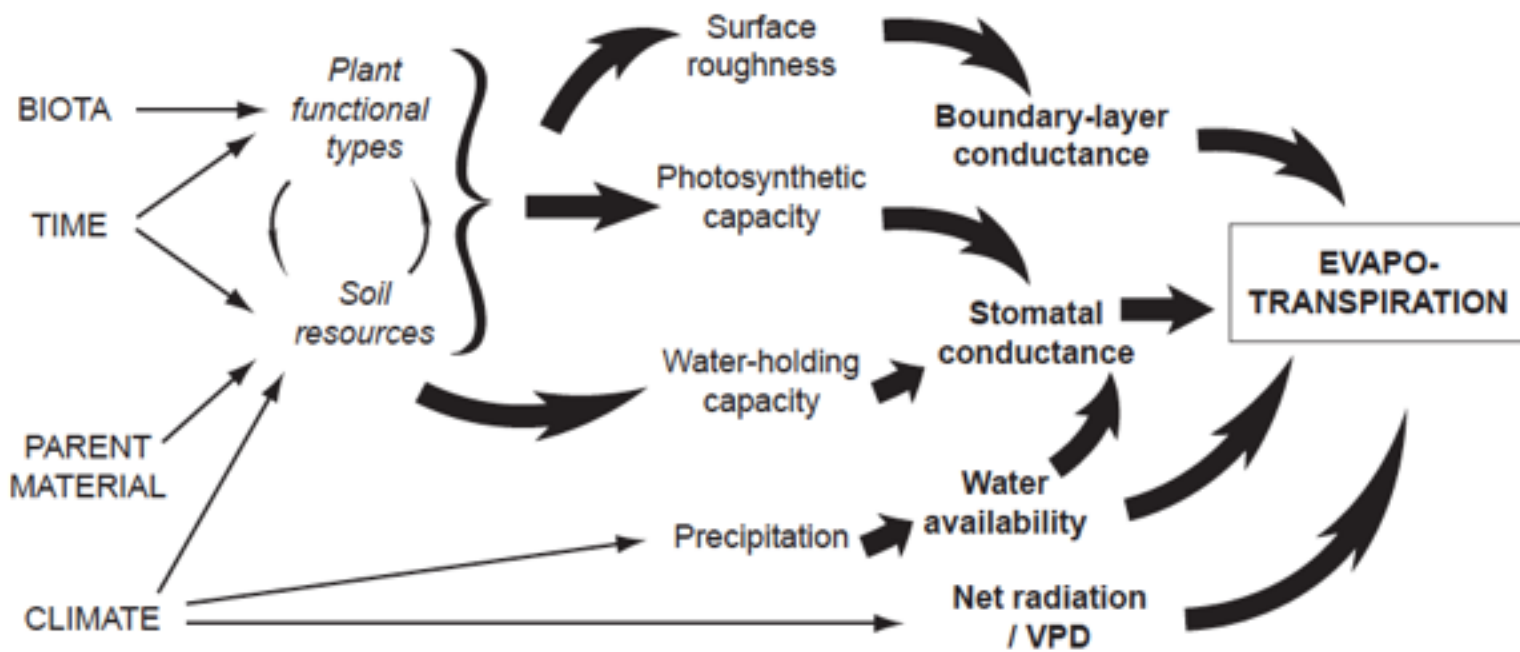 BIOTA
TIME
PARENT
MATERIAL
CLIMATE
Plant
functional
types
Soil
resources
Surface
roughness
Photosynthetic
capacity
Water-holding
capacity
Precipitation
Boundary-layer
conductance
Stomatal
conductance
Water
availability
Net radiation
/ VPD
EVAPO-
TRANSPIRATION